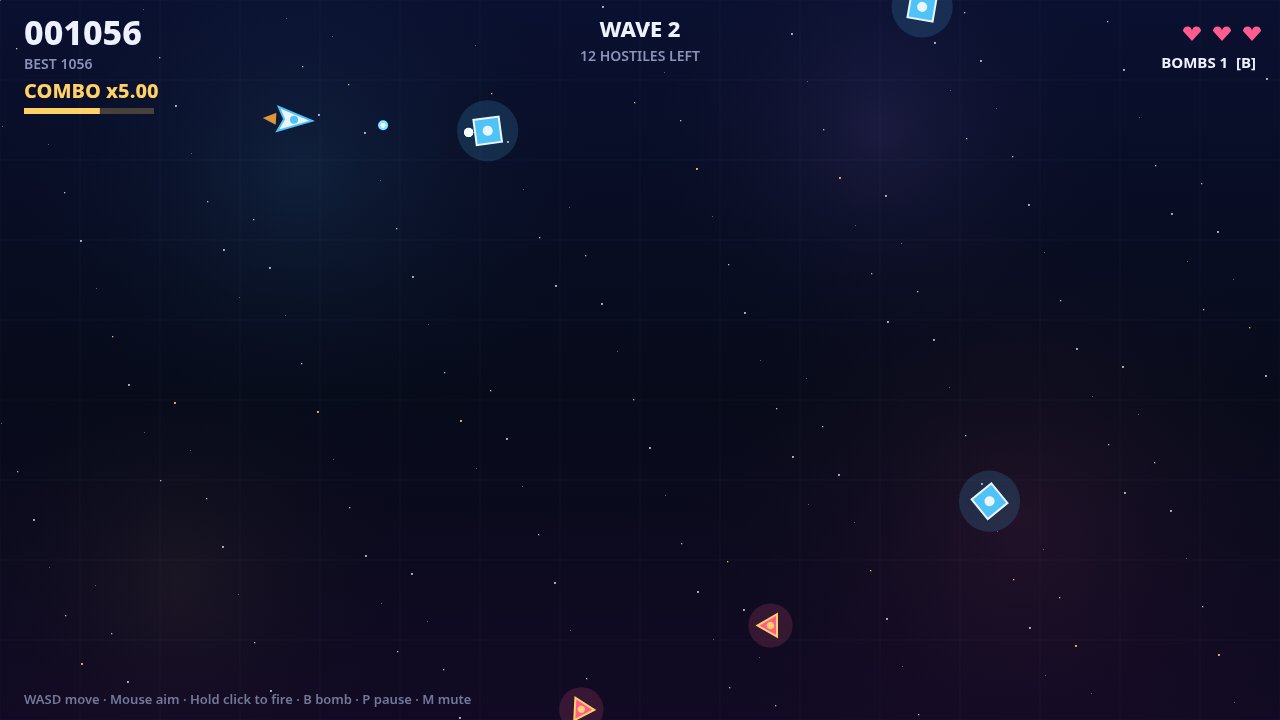 001056
BEST 1056
COMBO x5.00
WAVE 2
12 HOSTILES LEFT
BOMBS 1 [B]
WASD move · Mouse aim · Hold click to fire · B bomb · P pause · M mute